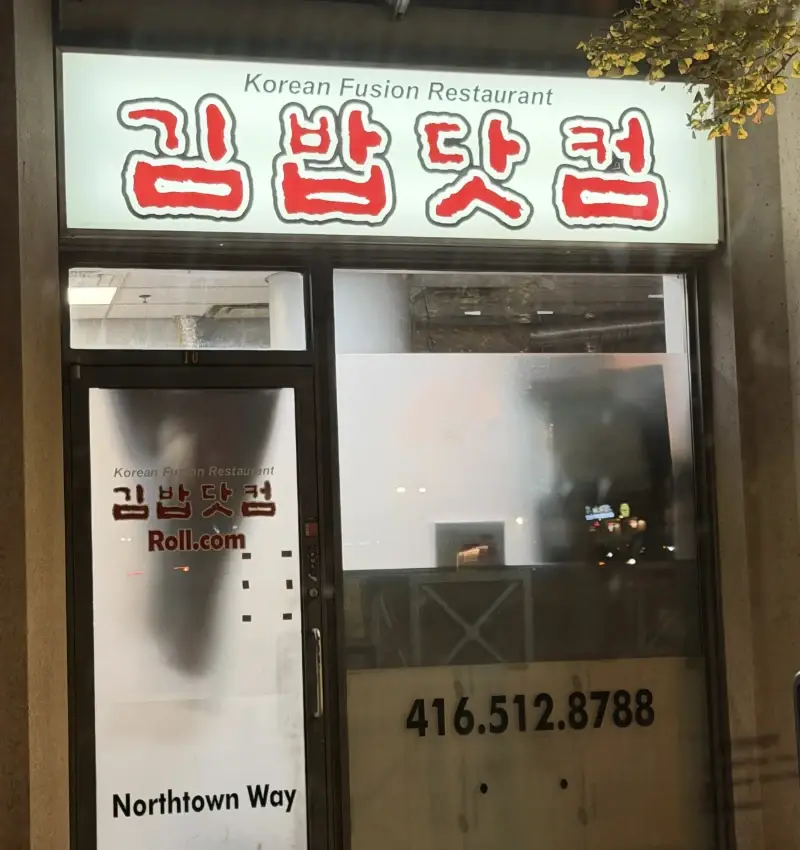 Korean Fusion Restaurant
김밥닷컴
10
Korean Fusion Restaurant
김밥닷컴
Roll.com
416.512.8788
Northtown Way